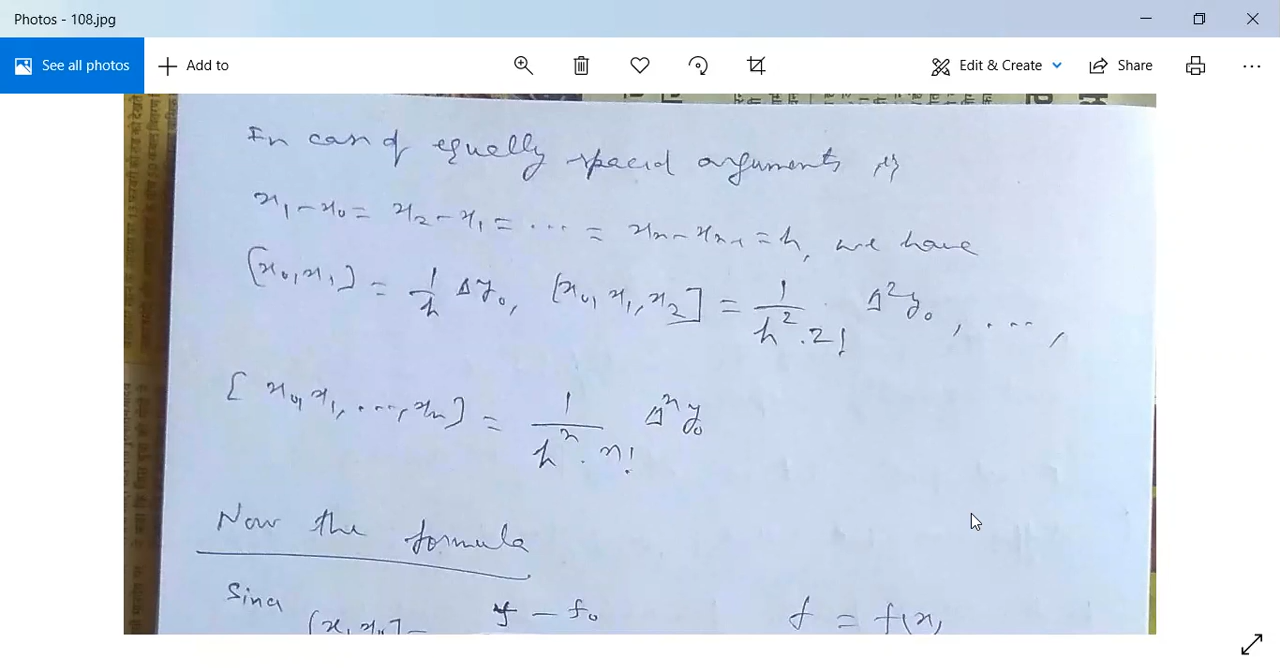 Photos - 108.jpg
See all photos
Add to
Edit & Create
Share
In case of equally spaced arguments
x₁ - x₀ = x₂ - x₁ = ... = xₙ - xₙ₋₁ = h, we have
[x₀, x₁] = 1/h Δy₀, [x₀, x₁, x₂] = 1/(h² . 2!) Δ²y₀, ...,
[x₀, x₁, ..., xₙ] = 1/(hⁿ . n!) Δⁿy₀
Now the formula
Since
[x, x₀] = f - f₀ f = f(x)